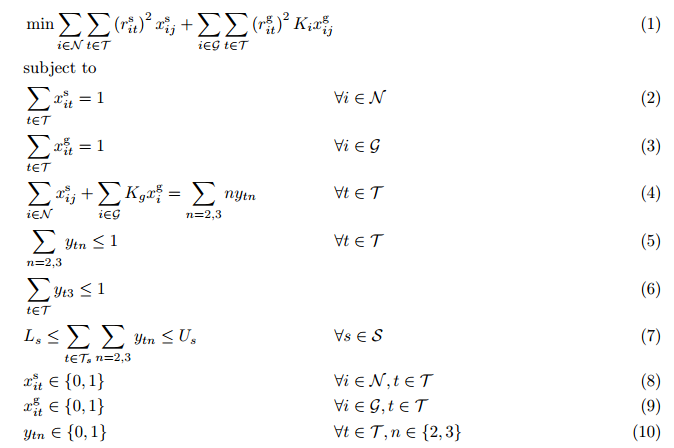 min ∑_{i∈𝒩} ∑_{t∈𝒯} (r^s_{it})^2 x^s_{ij} + ∑_{i∈𝒢} ∑_{t∈𝒯} (r^g_{it})^2 K_i x^g_{ij} (1)
subject to
∑_{t∈𝒯} x^s_{it} = 1 ∀i ∈ 𝒩 (2)
∑_{t∈𝒯} x^g_{it} = 1 ∀i ∈ 𝒢 (3)
∑_{i∈𝒩} x^s_{ij} + ∑_{i∈𝒢} K_g x^g_i = ∑_{n=2,3} n y_{tn} ∀t ∈ 𝒯 (4)
∑_{n=2,3} y_{tn} ≤ 1 ∀t ∈ 𝒯 (5)
∑_{t∈𝒯} y_{t3} ≤ 1 (6)
L_s ≤ ∑_{t∈𝒯_s} ∑_{n=2,3} y_{tn} ≤ U_s ∀s ∈ 𝒮 (7)
x^s_{it} ∈ {0, 1} ∀i ∈ 𝒩, t ∈ 𝒯 (8)
x^g_{it} ∈ {0, 1} ∀i ∈ 𝒢, t ∈ 𝒯 (9)
y_{tn} ∈ {0, 1} ∀t ∈ 𝒯, n ∈ {2, 3} (10)